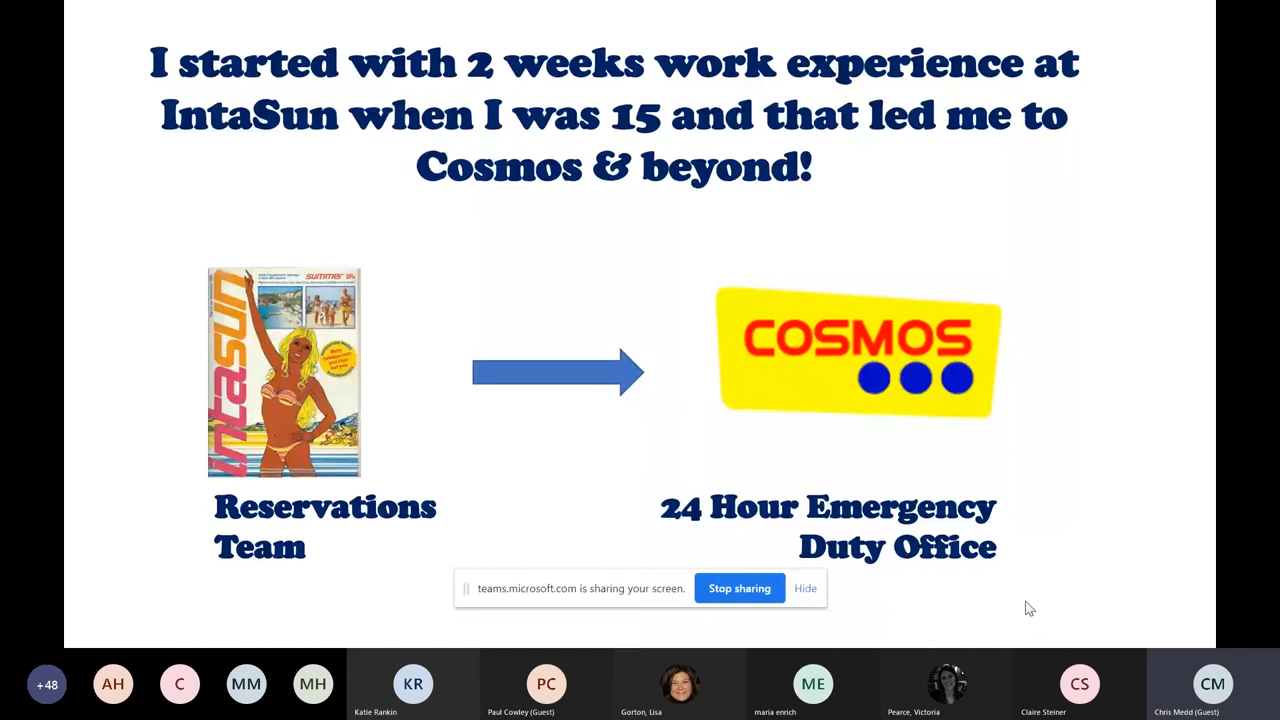 I started with 2 weeks work experience at
IntaSun when I was 15 and that led me to
Cosmos & beyond!
intasun
SUMMER '84
COSMOS
Reservations
Team
24 Hour Emergency
Duty Office
teams.microsoft.com is sharing your screen.
Stop sharing
Hide
+48
AH
C
MM
MH
KR
Katie Rankin
PC
Paul Cowley (Guest)
Gorton, Lisa
ME
maria enrich
Pearce, Victoria
CS
Claire Steiner
CM
Chris Medd (Guest)